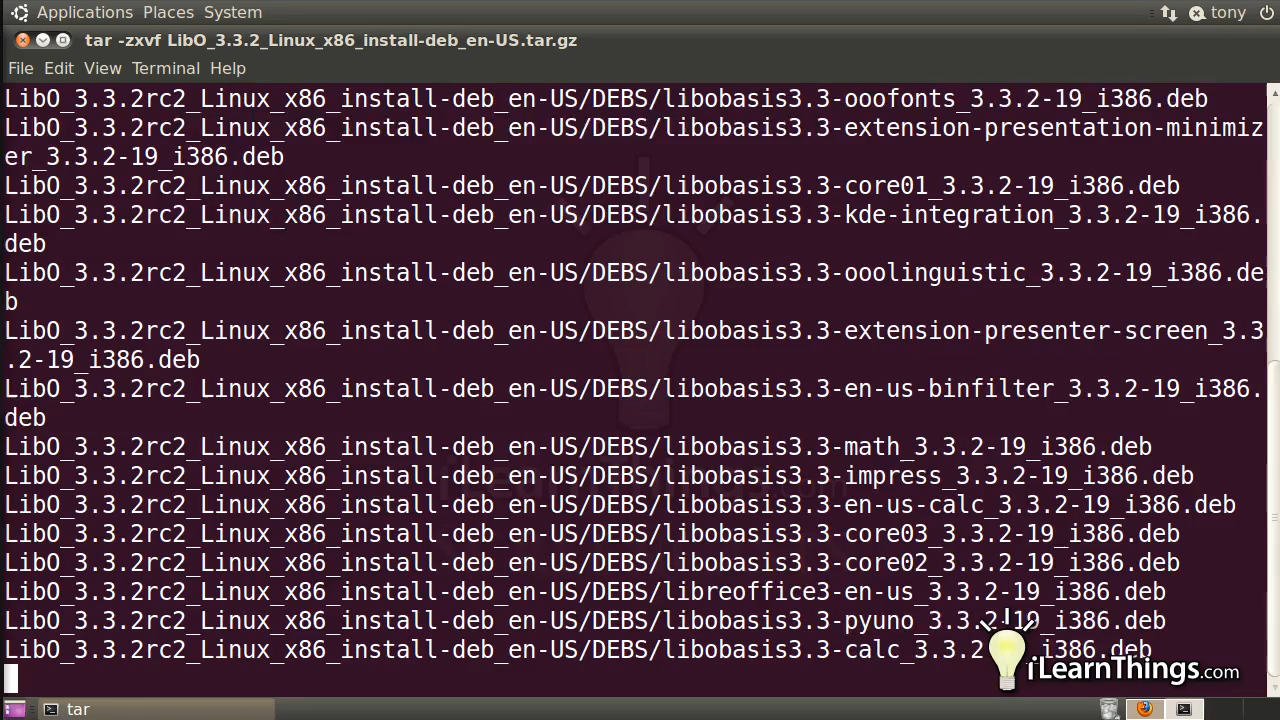 Applications Places System tony
tar -zxvf LibO_3.3.2_Linux_x86_install-deb_en-US.tar.gz
File Edit View Terminal Help
LibO_3.3.2rc2_Linux_x86_install-deb_en-US/DEBS/libobasis3.3-ooofonts_3.3.2-19_i386.deb
LibO_3.3.2rc2_Linux_x86_install-deb_en-US/DEBS/libobasis3.3-extension-presentation-minimiz
er_3.3.2-19_i386.deb
LibO_3.3.2rc2_Linux_x86_install-deb_en-US/DEBS/libobasis3.3-core01_3.3.2-19_i386.deb
LibO_3.3.2rc2_Linux_x86_install-deb_en-US/DEBS/libobasis3.3-kde-integration_3.3.2-19_i386.
deb
LibO_3.3.2rc2_Linux_x86_install-deb_en-US/DEBS/libobasis3.3-ooolinguistic_3.3.2-19_i386.de
b
LibO_3.3.2rc2_Linux_x86_install-deb_en-US/DEBS/libobasis3.3-extension-presenter-screen_3.3
.2-19_i386.deb
LibO_3.3.2rc2_Linux_x86_install-deb_en-US/DEBS/libobasis3.3-en-us-binfilter_3.3.2-19_i386.
deb
LibO_3.3.2rc2_Linux_x86_install-deb_en-US/DEBS/libobasis3.3-math_3.3.2-19_i386.deb
LibO_3.3.2rc2_Linux_x86_install-deb_en-US/DEBS/libobasis3.3-impress_3.3.2-19_i386.deb
LibO_3.3.2rc2_Linux_x86_install-deb_en-US/DEBS/libobasis3.3-en-us-calc_3.3.2-19_i386.deb
LibO_3.3.2rc2_Linux_x86_install-deb_en-US/DEBS/libobasis3.3-core03_3.3.2-19_i386.deb
LibO_3.3.2rc2_Linux_x86_install-deb_en-US/DEBS/libobasis3.3-core02_3.3.2-19_i386.deb
LibO_3.3.2rc2_Linux_x86_install-deb_en-US/DEBS/libreoffice3-en-us_3.3.2-19_i386.deb
LibO_3.3.2rc2_Linux_x86_install-deb_en-US/DEBS/libobasis3.3-pyuno_3.3.2-19_i386.deb
LibO_3.3.2rc2_Linux_x86_install-deb_en-US/DEBS/libobasis3.3-calc_3.3.2-19_i386.deb
iLearnThings.com
tar